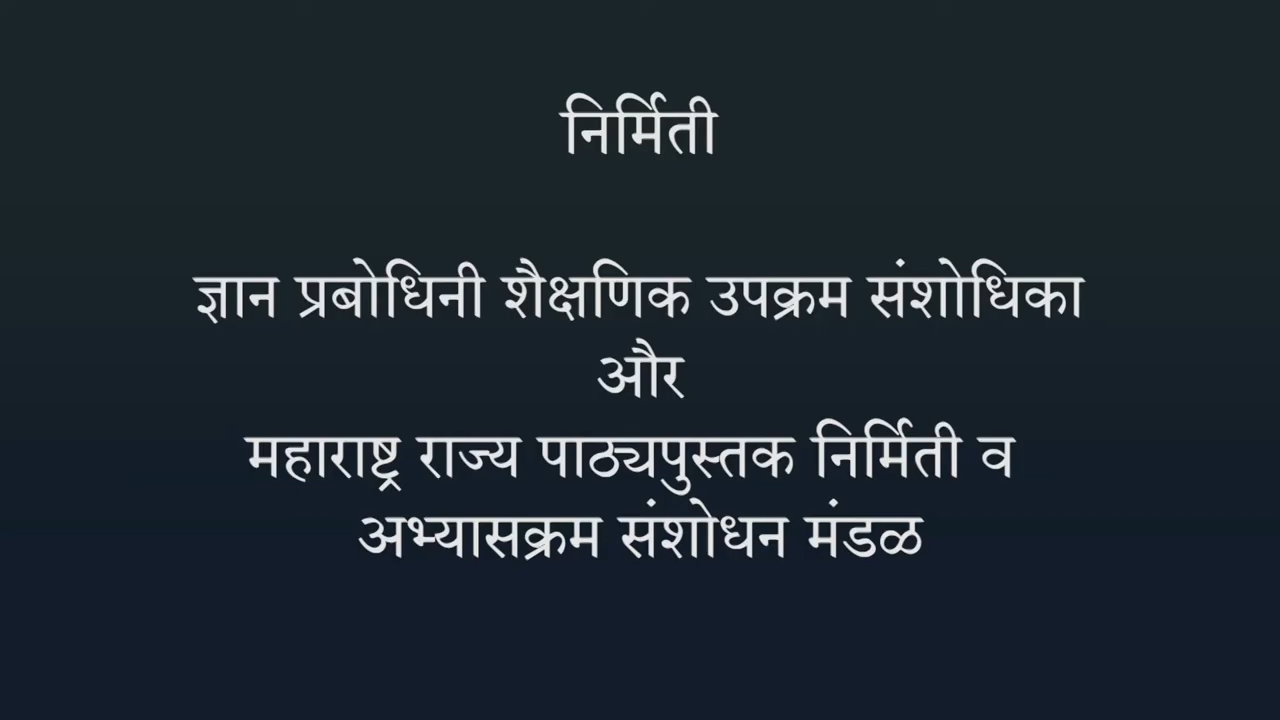 निर्मिती
ज्ञान प्रबोधिनी शैक्षणिक उपक्रम संशोधिका
और
महाराष्ट्र राज्य पाठ्यपुस्तक निर्मिती व
अभ्यासक्रम संशोधन मंडळ